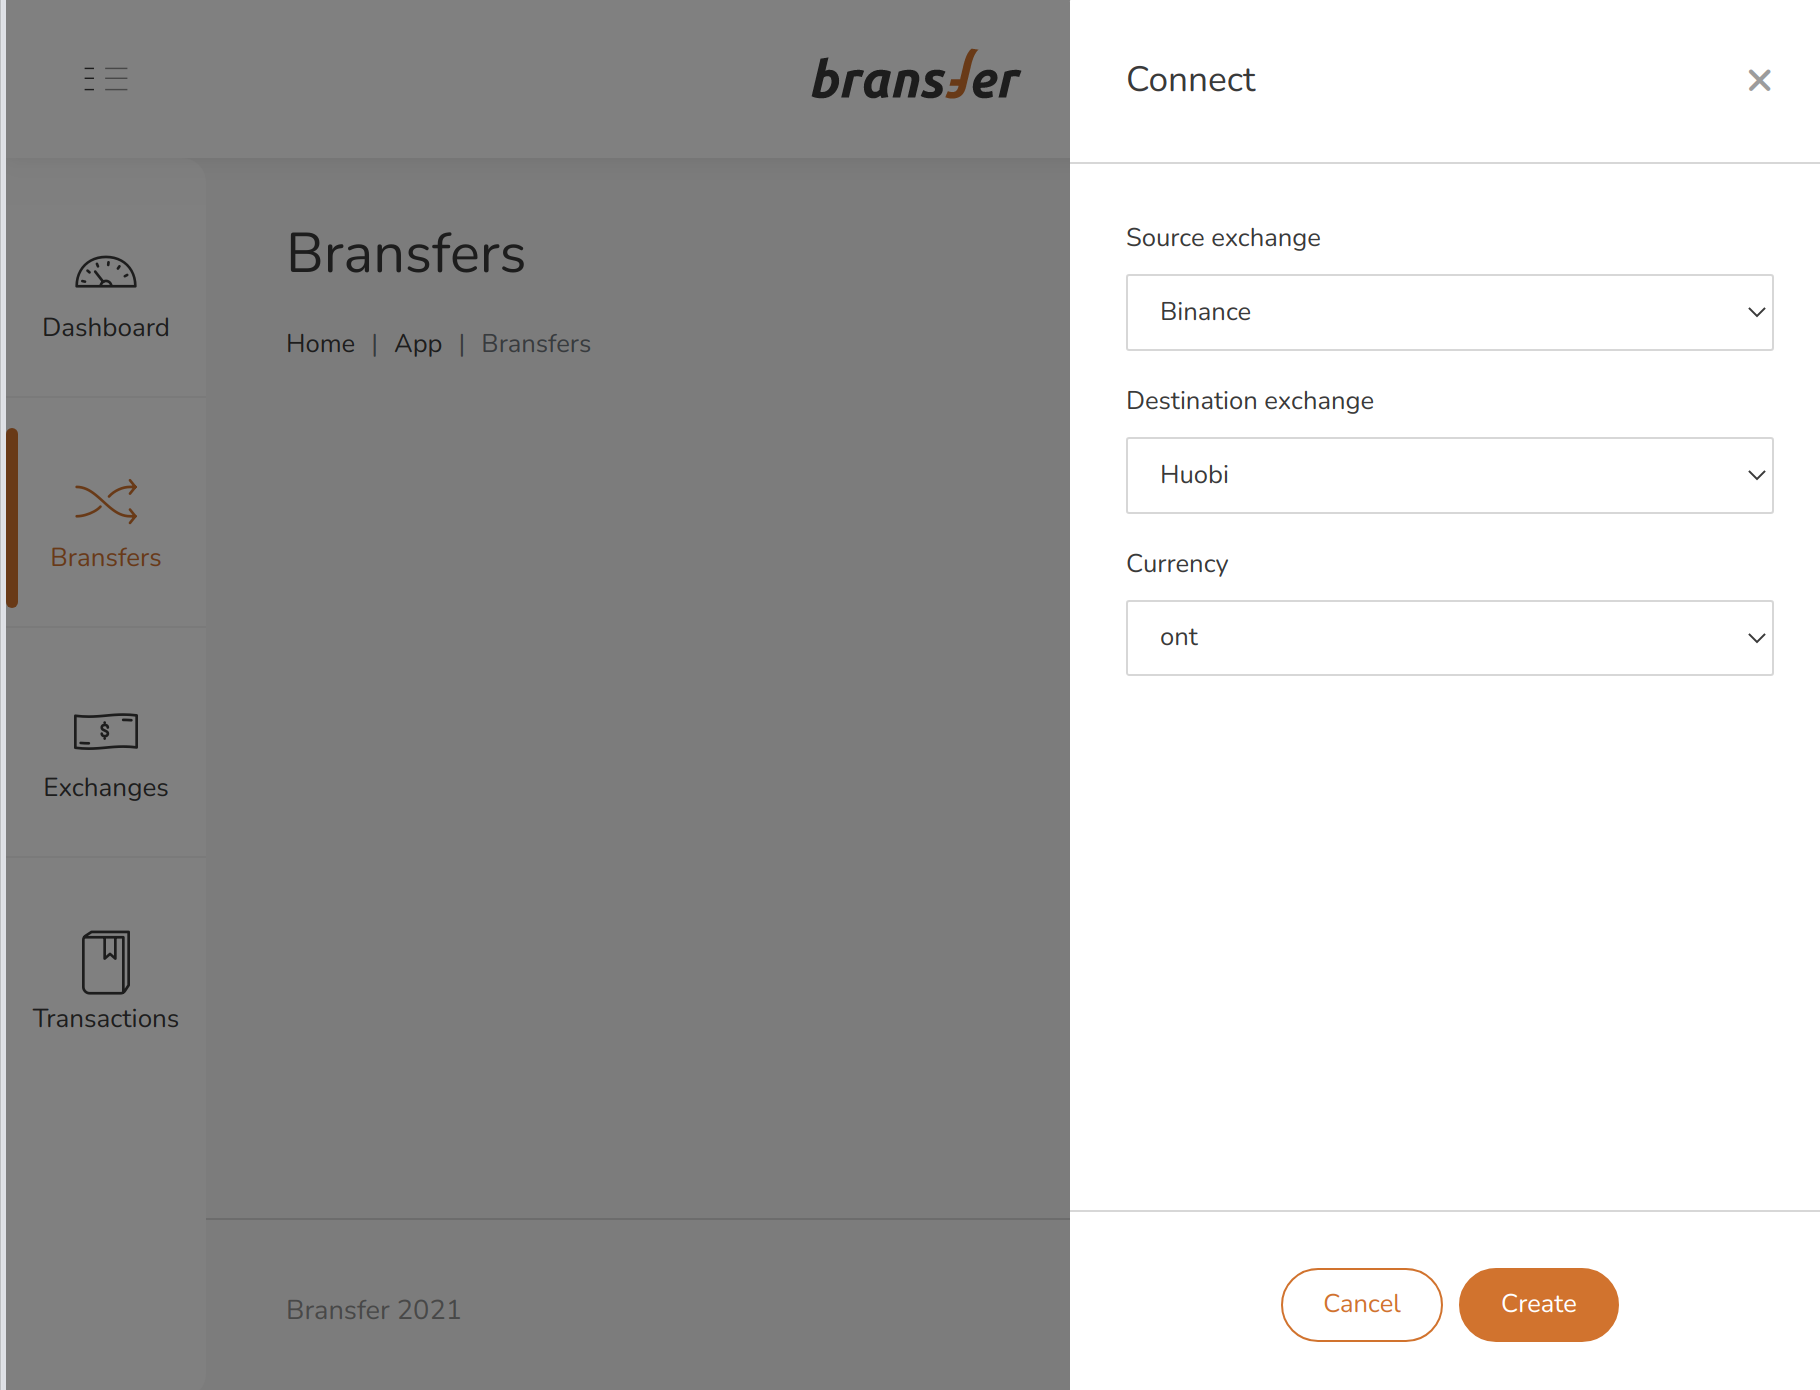 bransfer
Dashboard
Bransfers
Exchanges
$
Transactions
Bransfers
Home | App | Bransfers
Bransfer 2021
Connect
Source exchange
Binance
Destination exchange
Huobi
Currency
ont
Cancel
Create